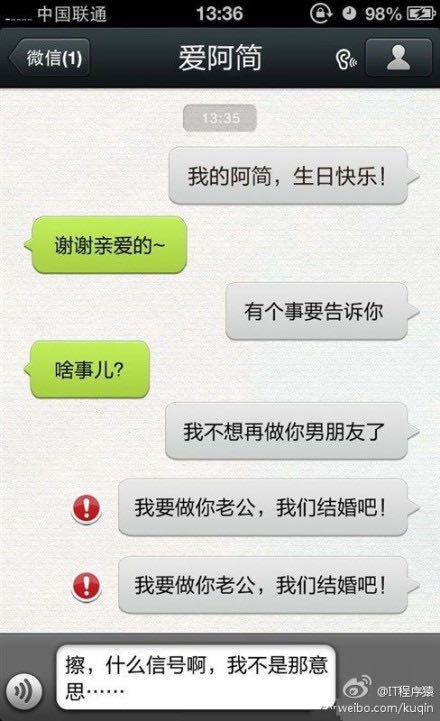 中国联通 13:36 98%
微信(1) 爱阿简
13:35
我的阿简，生日快乐！
谢谢亲爱的~
有个事要告诉你
啥事儿？
我不想再做你男朋友了
我要做你老公，我们结婚吧！
我要做你老公，我们结婚吧！
擦，什么信号啊，我不是那意
思……
@IT程序猿
weibo.com/kuqin